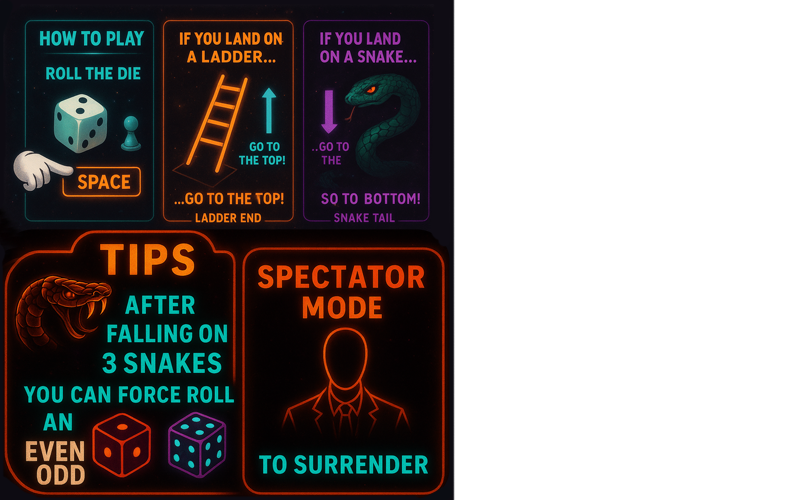 HOW TO PLAY
ROLL THE DIE
SPACE
IF YOU LAND ON
A LADDER...
GO TO
THE TOP!
...GO TO THE TOP!
LADDER END
IF YOU LAND
ON A SNAKE...
..GO TO
THE
SQ TO BOTTOM!
SNAKE TAIL
TIPS
AFTER
FALLING ON
3 SNAKES
YOU CAN FORCE ROLL
AN
EVEN
ODD
SPECTATOR
MODE
TO SURRENDER